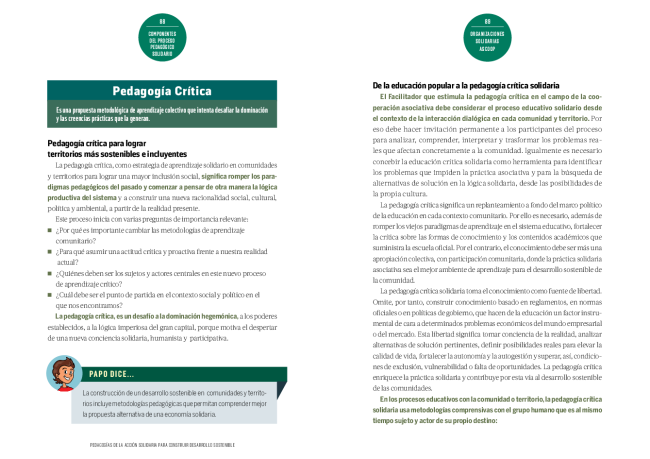 88
COMPONENTES
DEL PROCESO
PEDAGÓGICO
SOLIDARIO
Pedagogía Crítica
Es una propuesta metodológica de aprendizaje colectivo que intenta desafiar la dominación
y las creencias prácticas que la generan.
Pedagogía crítica para lograr
territorios más sostenibles e incluyentes
La pedagogía crítica, como estrategia de aprendizaje solidario en comunidades
y territorios para lograr una mayor inclusión social, significa romper los para-
digmas pedagógicos del pasado y comenzar a pensar de otra manera la lógica
productiva del sistema y a construir una nueva racionalidad social, cultural,
política y ambiental, a partir de la realidad presente.
Este proceso inicia con varias preguntas de importancia relevante:
■ ¿Por qué es importante cambiar las metodologías de aprendizaje
comunitario?
■ ¿Para qué asumir una actitud crítica y proactiva frente a nuestra realidad
actual?
■ ¿Quiénes deben ser los sujetos y actores centrales en este nuevo proceso
de aprendizaje crítico?
■ ¿Cuál debe ser el punto de partida en el contexto social y político en el
que nos encontramos?
La pedagogía crítica, es un desafío a la dominación hegemónica, a los poderes
establecidos, a la lógica imperiosa del gran capital, porque motiva el despertar
de una nueva conciencia solidaria, humanista y participativa.
PAPO DICE...
La construcción de un desarrollo sostenible en comunidades y territo-
rios incluye metodologías pedagógicas que permitan comprender mejor
la propuesta alternativa de una economía solidaria.
PEDAGOGÍAS DE LA ACCIÓN SOLIDARIA PARA CONSTRUIR DESARROLLO SOSTENIBLE
89
ORGANIZACIONES
SOLIDARIAS
ASCOOP
De la educación popular a la pedagogía crítica solidaria
El Facilitador que estimula la pedagogía crítica en el campo de la coo-
peración asociativa debe considerar el proceso educativo solidario desde
el contexto de la interacción dialógica en cada comunidad y territorio. Por
eso debe hacer invitación permanente a los participantes del proceso
para analizar, comprender, interpretar y trasformar los problemas rea-
les que afectan concretamente a la comunidad. Igualmente es necesario
concebir la educación crítica solidaria como herramienta para identificar
los problemas que impiden la práctica asociativa y para la búsqueda de
alternativas de solución en la lógica solidaria, desde las posibilidades de
la propia cultura.
La pedagogía crítica significa un replanteamiento a fondo del marco político
de la educación en cada contexto comunitario. Por ello es necesario, además de
romper los viejos paradigmas de aprendizaje en el sistema educativo, fortalecer
la crítica sobre las formas de conocimiento y los contenidos académicos que
suministra la escuela oficial. Por el contrario, el conocimiento debe ser más una
apropiación colectiva, con participación comunitaria, donde la práctica solidaria
asociativa sea el mejor ambiente de aprendizaje para el desarrollo sostenible de
la comunidad.
La pedagogía crítica solidaria toma el conocimiento como fuente de libertad.
Omite, por tanto, construir conocimiento basado en reglamentos, en normas
oficiales o en políticas de gobierno, que hacen de la educación un factor instru-
mental de cara a determinados problemas económicos del mundo empresarial
o del mercado. Esta libertad significa tomar conciencia de la realidad, analizar
alternativas de solución pertinentes, definir posibilidades reales para elevar la
calidad de vida, fortalecer la autonomía y la autogestión y superar, así, condicio-
nes de exclusión, vulnerabilidad o falta de oportunidades. La pedagogía crítica
enriquece la práctica solidaria y contribuye por esta vía al desarrollo sostenible
de las comunidades.
En los procesos educativos con la comunidad o territorio, la pedagogía crítica
solidaria usa metodologías comprensivas con el grupo humano que es al mismo
tiempo sujeto y actor de su propio destino: